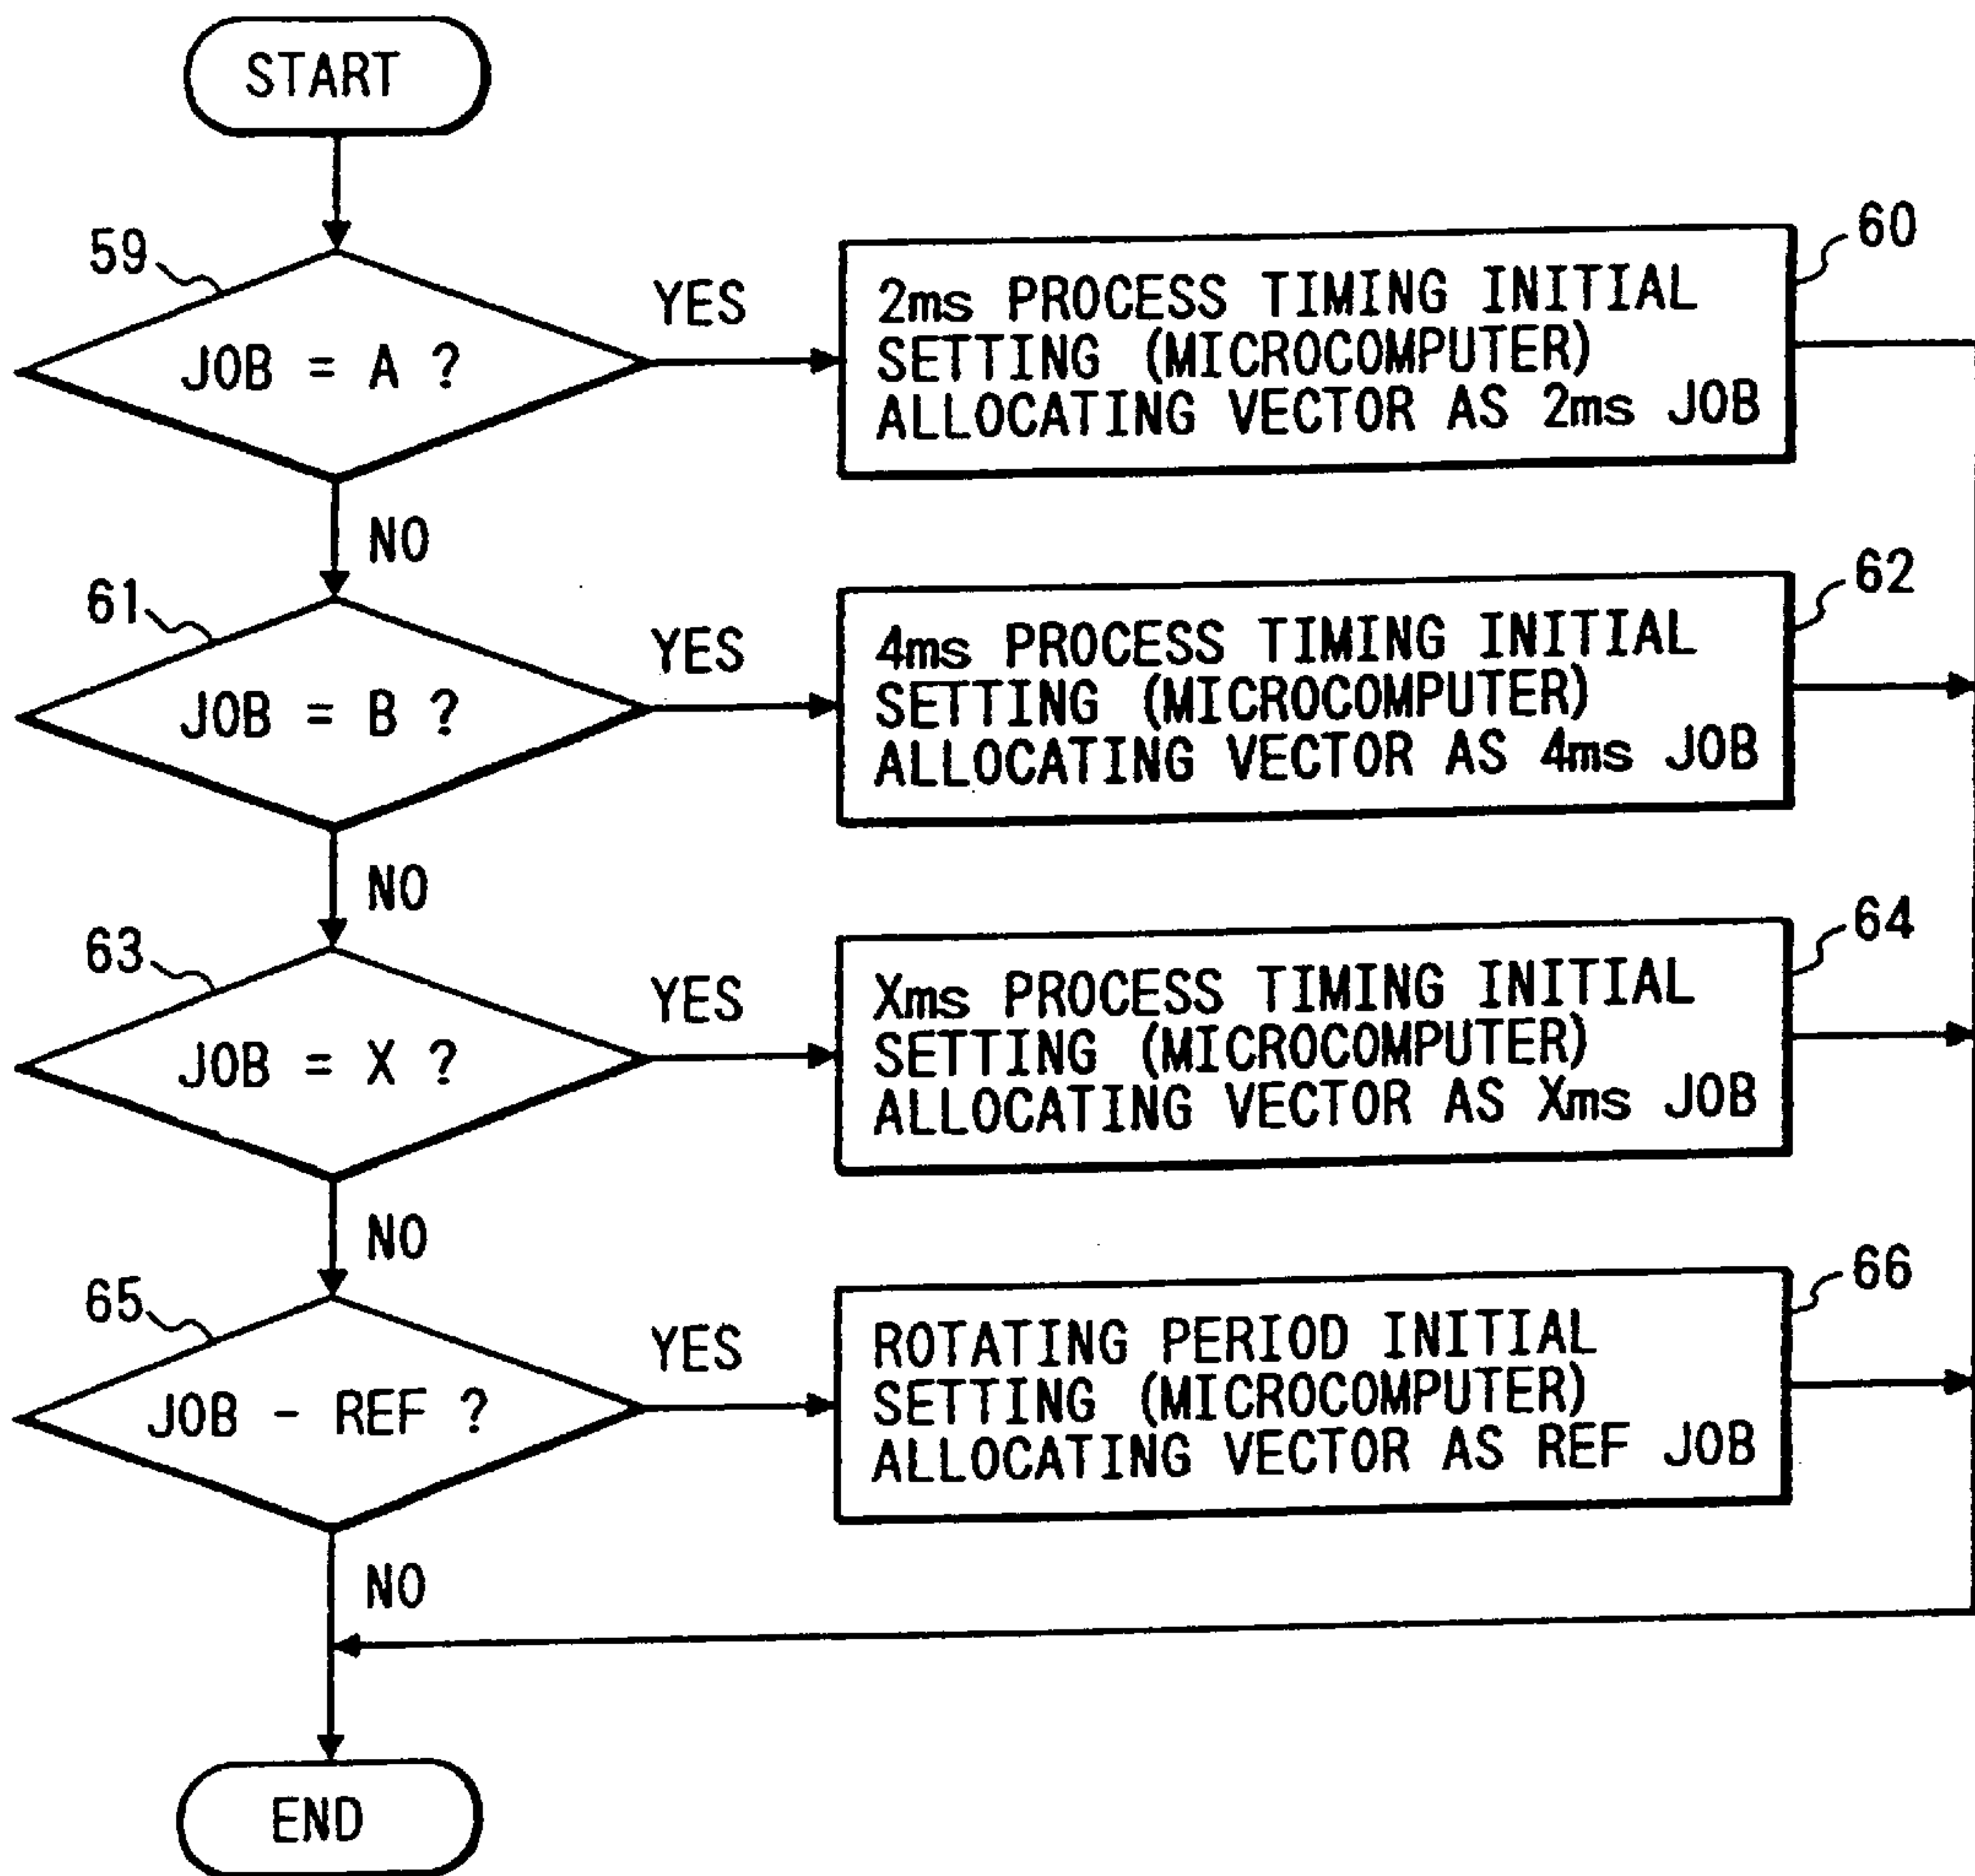 START
59
JOB = A ?
YES
60
2ms PROCESS TIMING INITIAL
SETTING (MICROCOMPUTER)
ALLOCATING VECTOR AS 2ms JOB
NO
61
JOB = B ?
YES
62
4ms PROCESS TIMING INITIAL
SETTING (MICROCOMPUTER)
ALLOCATING VECTOR AS 4ms JOB
NO
63
JOB = X ?
YES
64
Xms PROCESS TIMING INITIAL
SETTING (MICROCOMPUTER)
ALLOCATING VECTOR AS Xms JOB
NO
65
JOB - REF ?
YES
66
ROTATING PERIOD INITIAL
SETTING (MICROCOMPUTER)
ALLOCATING VECTOR AS REF JOB
NO
END